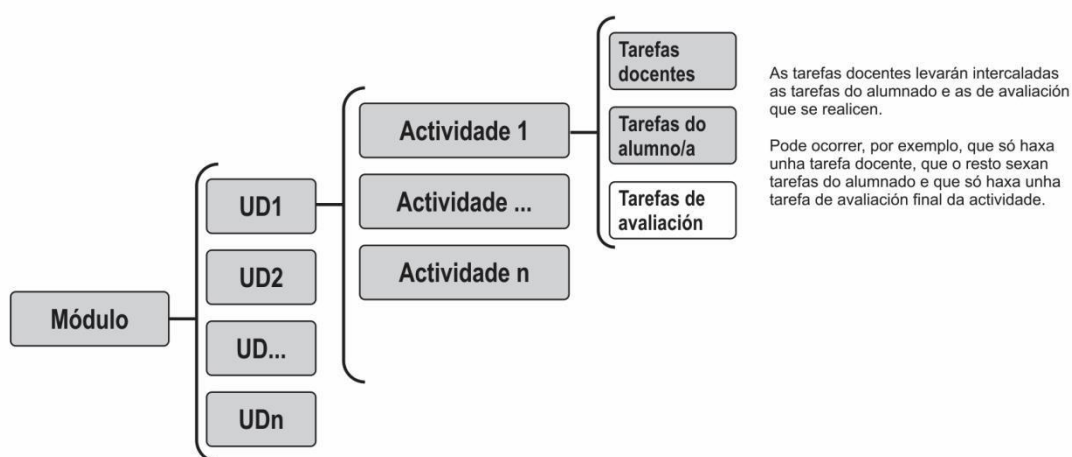 Módulo
UD1
UD2
UD...
UDn
Actividade 1
Actividade ...
Actividade n
Tarefas
docentes
Tarefas do
alumno/a
Tarefas de
avaliación
As tarefas docentes levarán intercaladas
as tarefas do alumnado e as de avaliación
que se realicen.
Pode ocorrer, por exemplo, que só haxa
unha tarefa docente, que o resto sexan
tarefas do alumnado e que só haxa unha
tarefa de avaliación final da actividade.